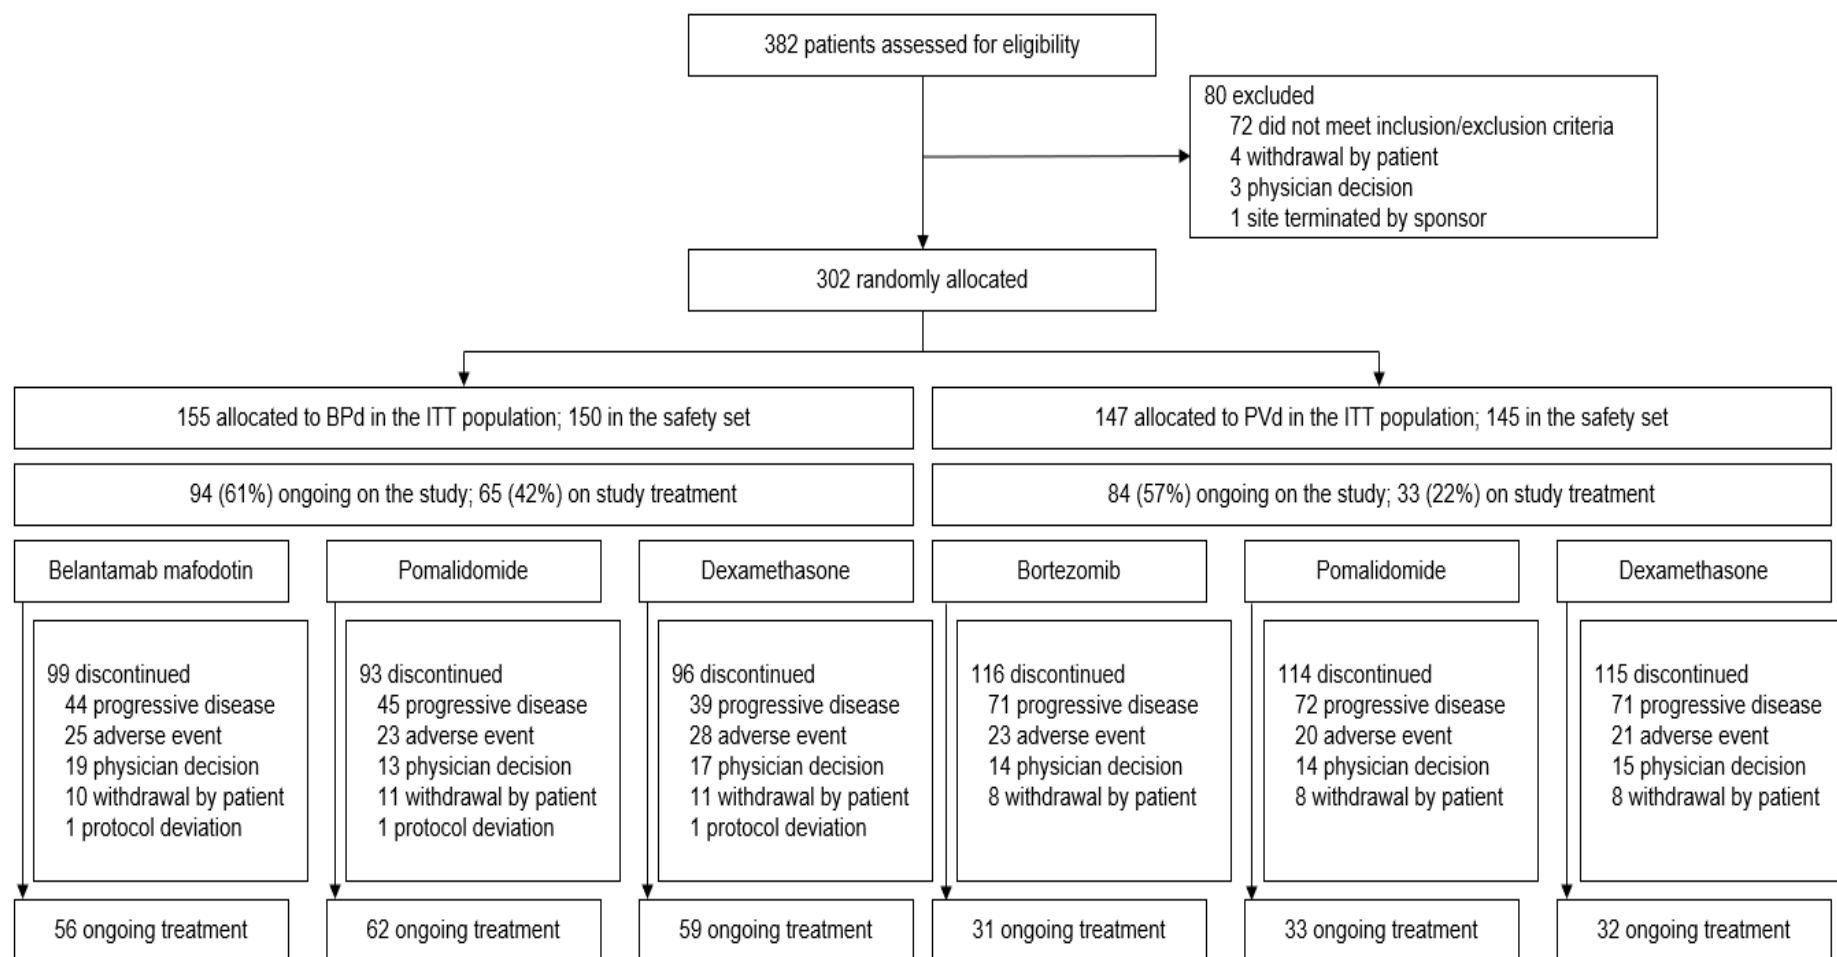 382 patients assessed for eligibility
80 excluded
72 did not meet inclusion/exclusion criteria
4 withdrawal by patient
3 physician decision
1 site terminated by sponsor
302 randomly allocated
155 allocated to BPd in the ITT population; 150 in the safety set
147 allocated to PVd in the ITT population; 145 in the safety set
94 (61%) ongoing on the study; 65 (42%) on study treatment
84 (57%) ongoing on the study; 33 (22%) on study treatment
Belantamab mafodotin
Pomalidomide
Dexamethasone
Bortezomib
Pomalidomide
Dexamethasone
99 discontinued
44 progressive disease
25 adverse event
19 physician decision
10 withdrawal by patient
1 protocol deviation
93 discontinued
45 progressive disease
23 adverse event
13 physician decision
11 withdrawal by patient
1 protocol deviation
96 discontinued
39 progressive disease
28 adverse event
17 physician decision
11 withdrawal by patient
1 protocol deviation
116 discontinued
71 progressive disease
23 adverse event
14 physician decision
8 withdrawal by patient
114 discontinued
72 progressive disease
20 adverse event
14 physician decision
8 withdrawal by patient
115 discontinued
71 progressive disease
21 adverse event
15 physician decision
8 withdrawal by patient
56 ongoing treatment
62 ongoing treatment
59 ongoing treatment
31 ongoing treatment
33 ongoing treatment
32 ongoing treatment